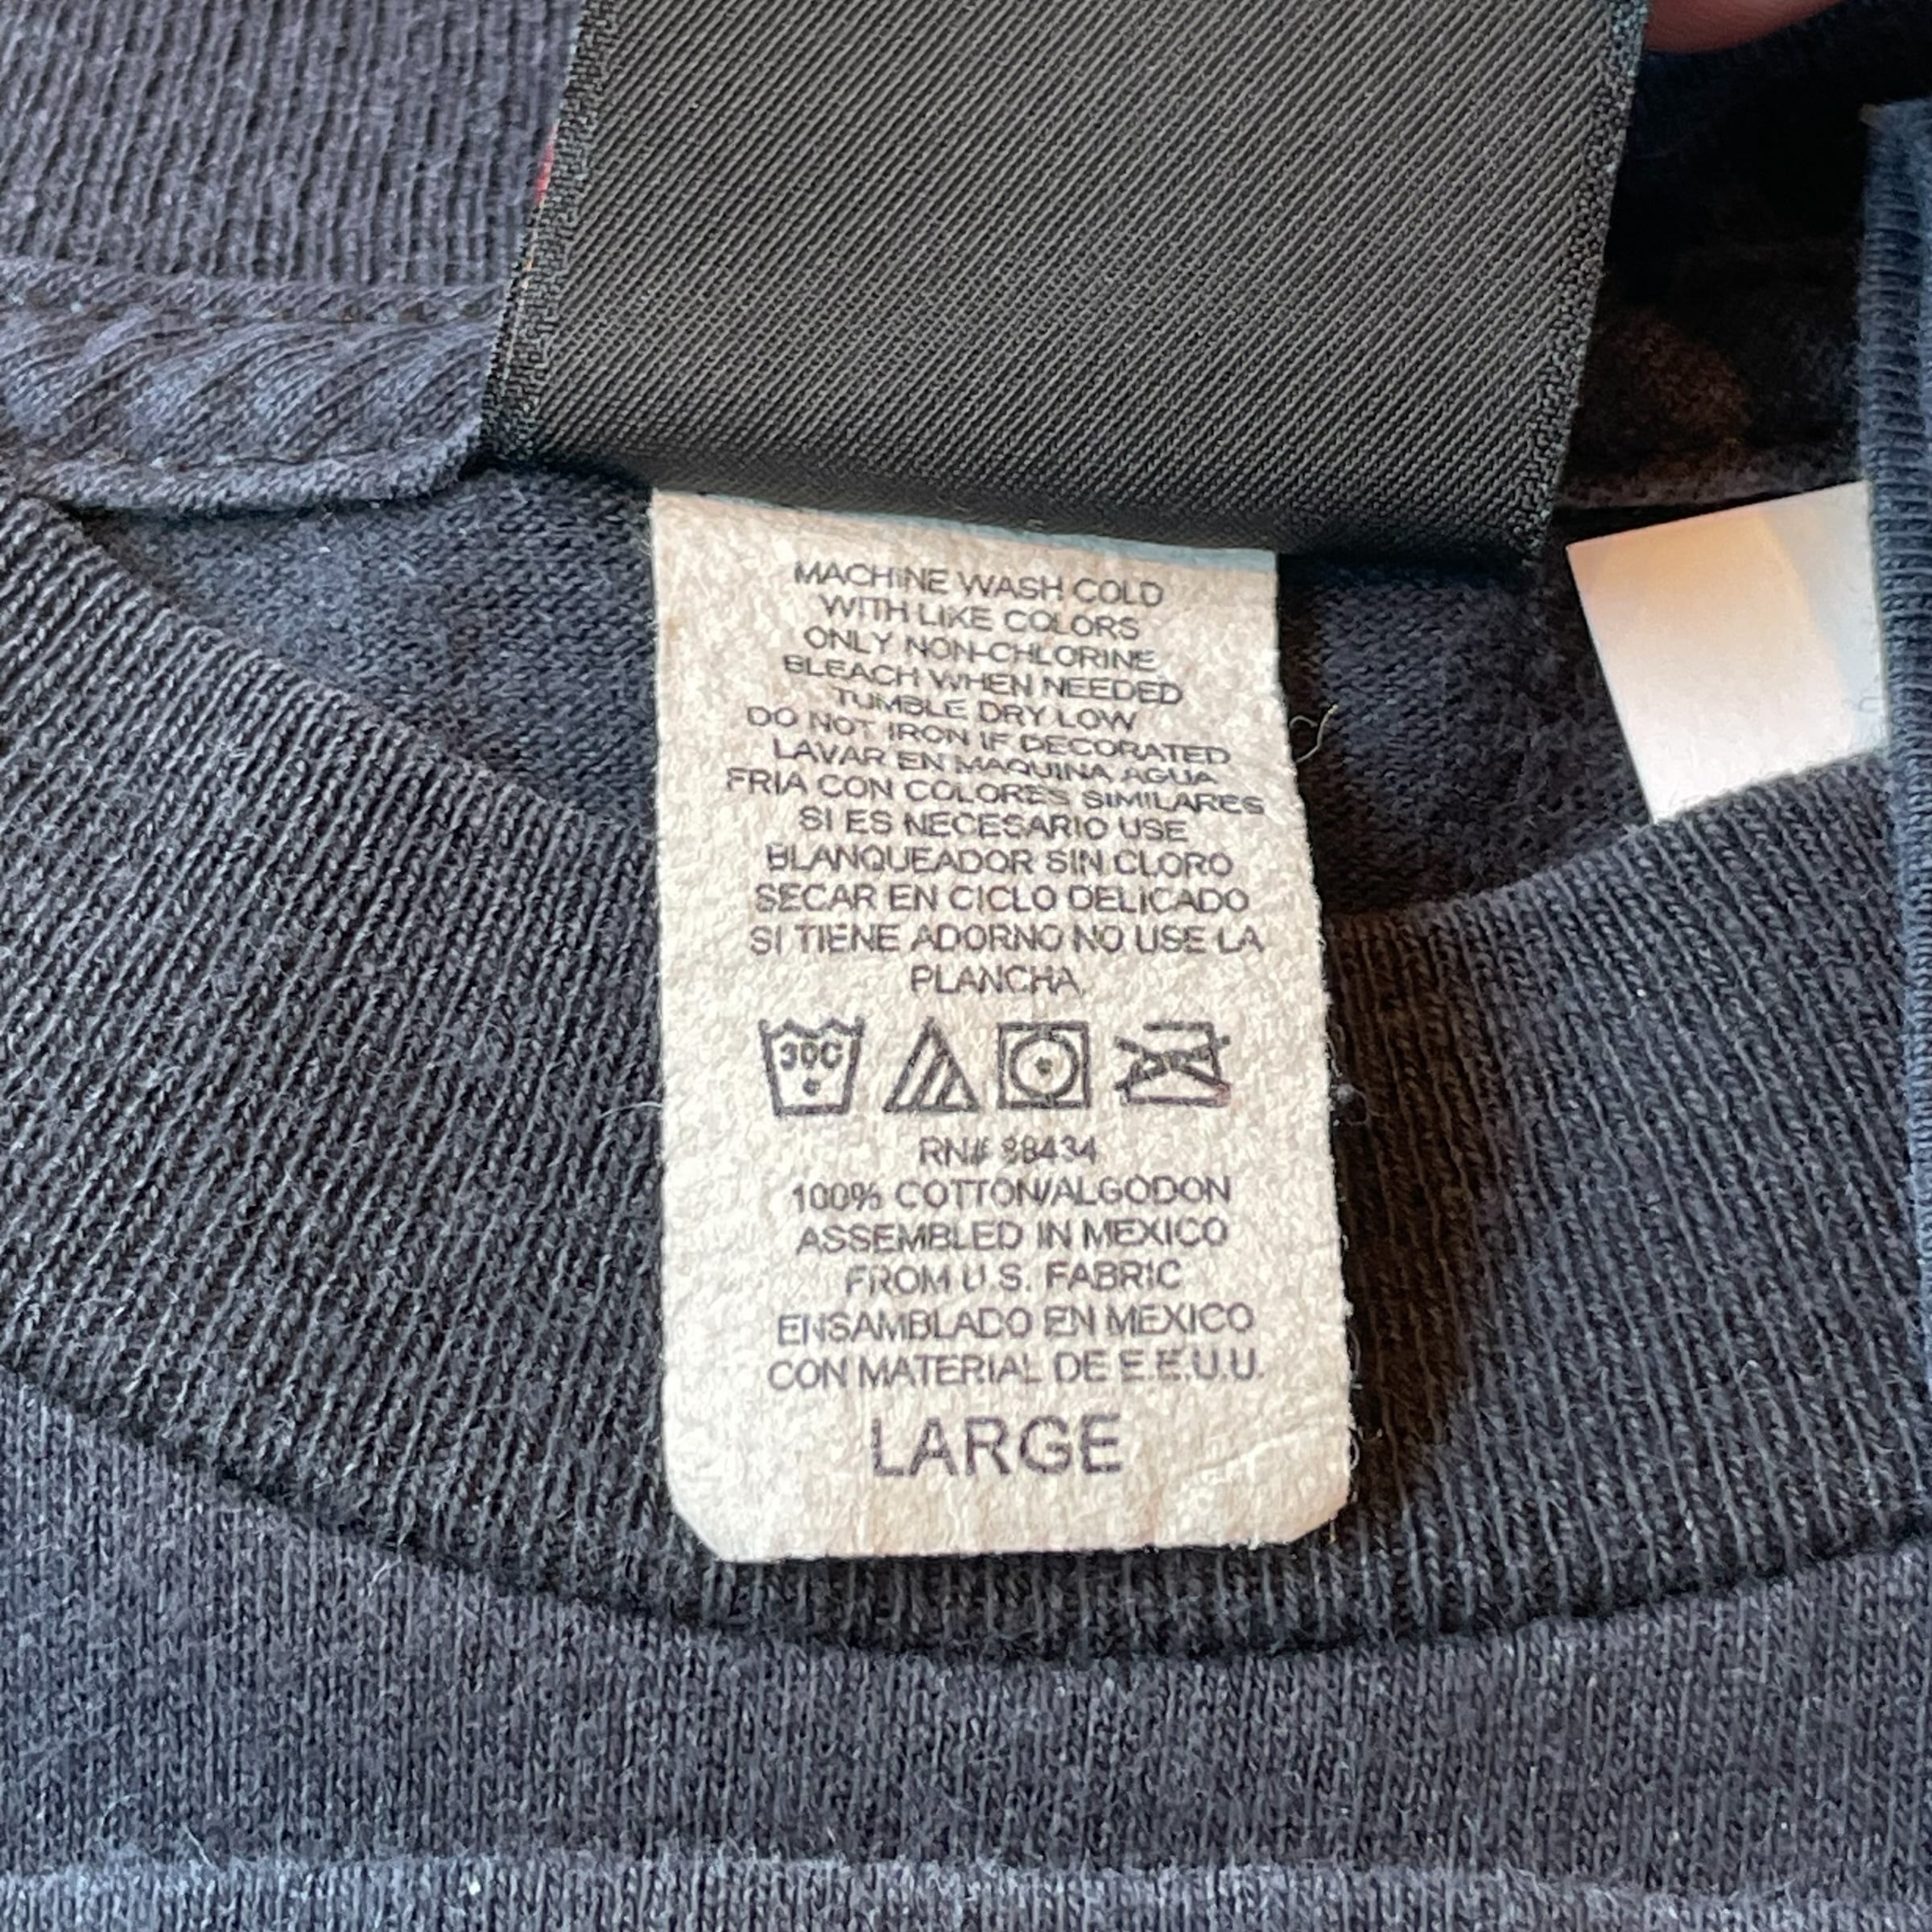 MACHINE WASH COLD
WITH LIKE COLORS
ONLY NON-CHLORINE
BLEACH WHEN NEEDED
TUMBLE DRY LOW
DO NOT IRON IF DECORATED
LAVAR EN MAQUINA AGUA
FRIA CON COLORES SIMILARES
SI ES NECESARIO USE
BLANQUEADOR SIN CLORO
SECAR EN CICLO DELICADO
SI TIENE ADORNO NO USE LA
PLANCHA
30C
RN# 98434
100% COTTON/ALGODON
ASSEMBLED IN MEXICO
FROM U.S. FABRIC
ENSAMBLADO EN MEXICO
CON MATERIAL DE E.E.U.U.
LARGE